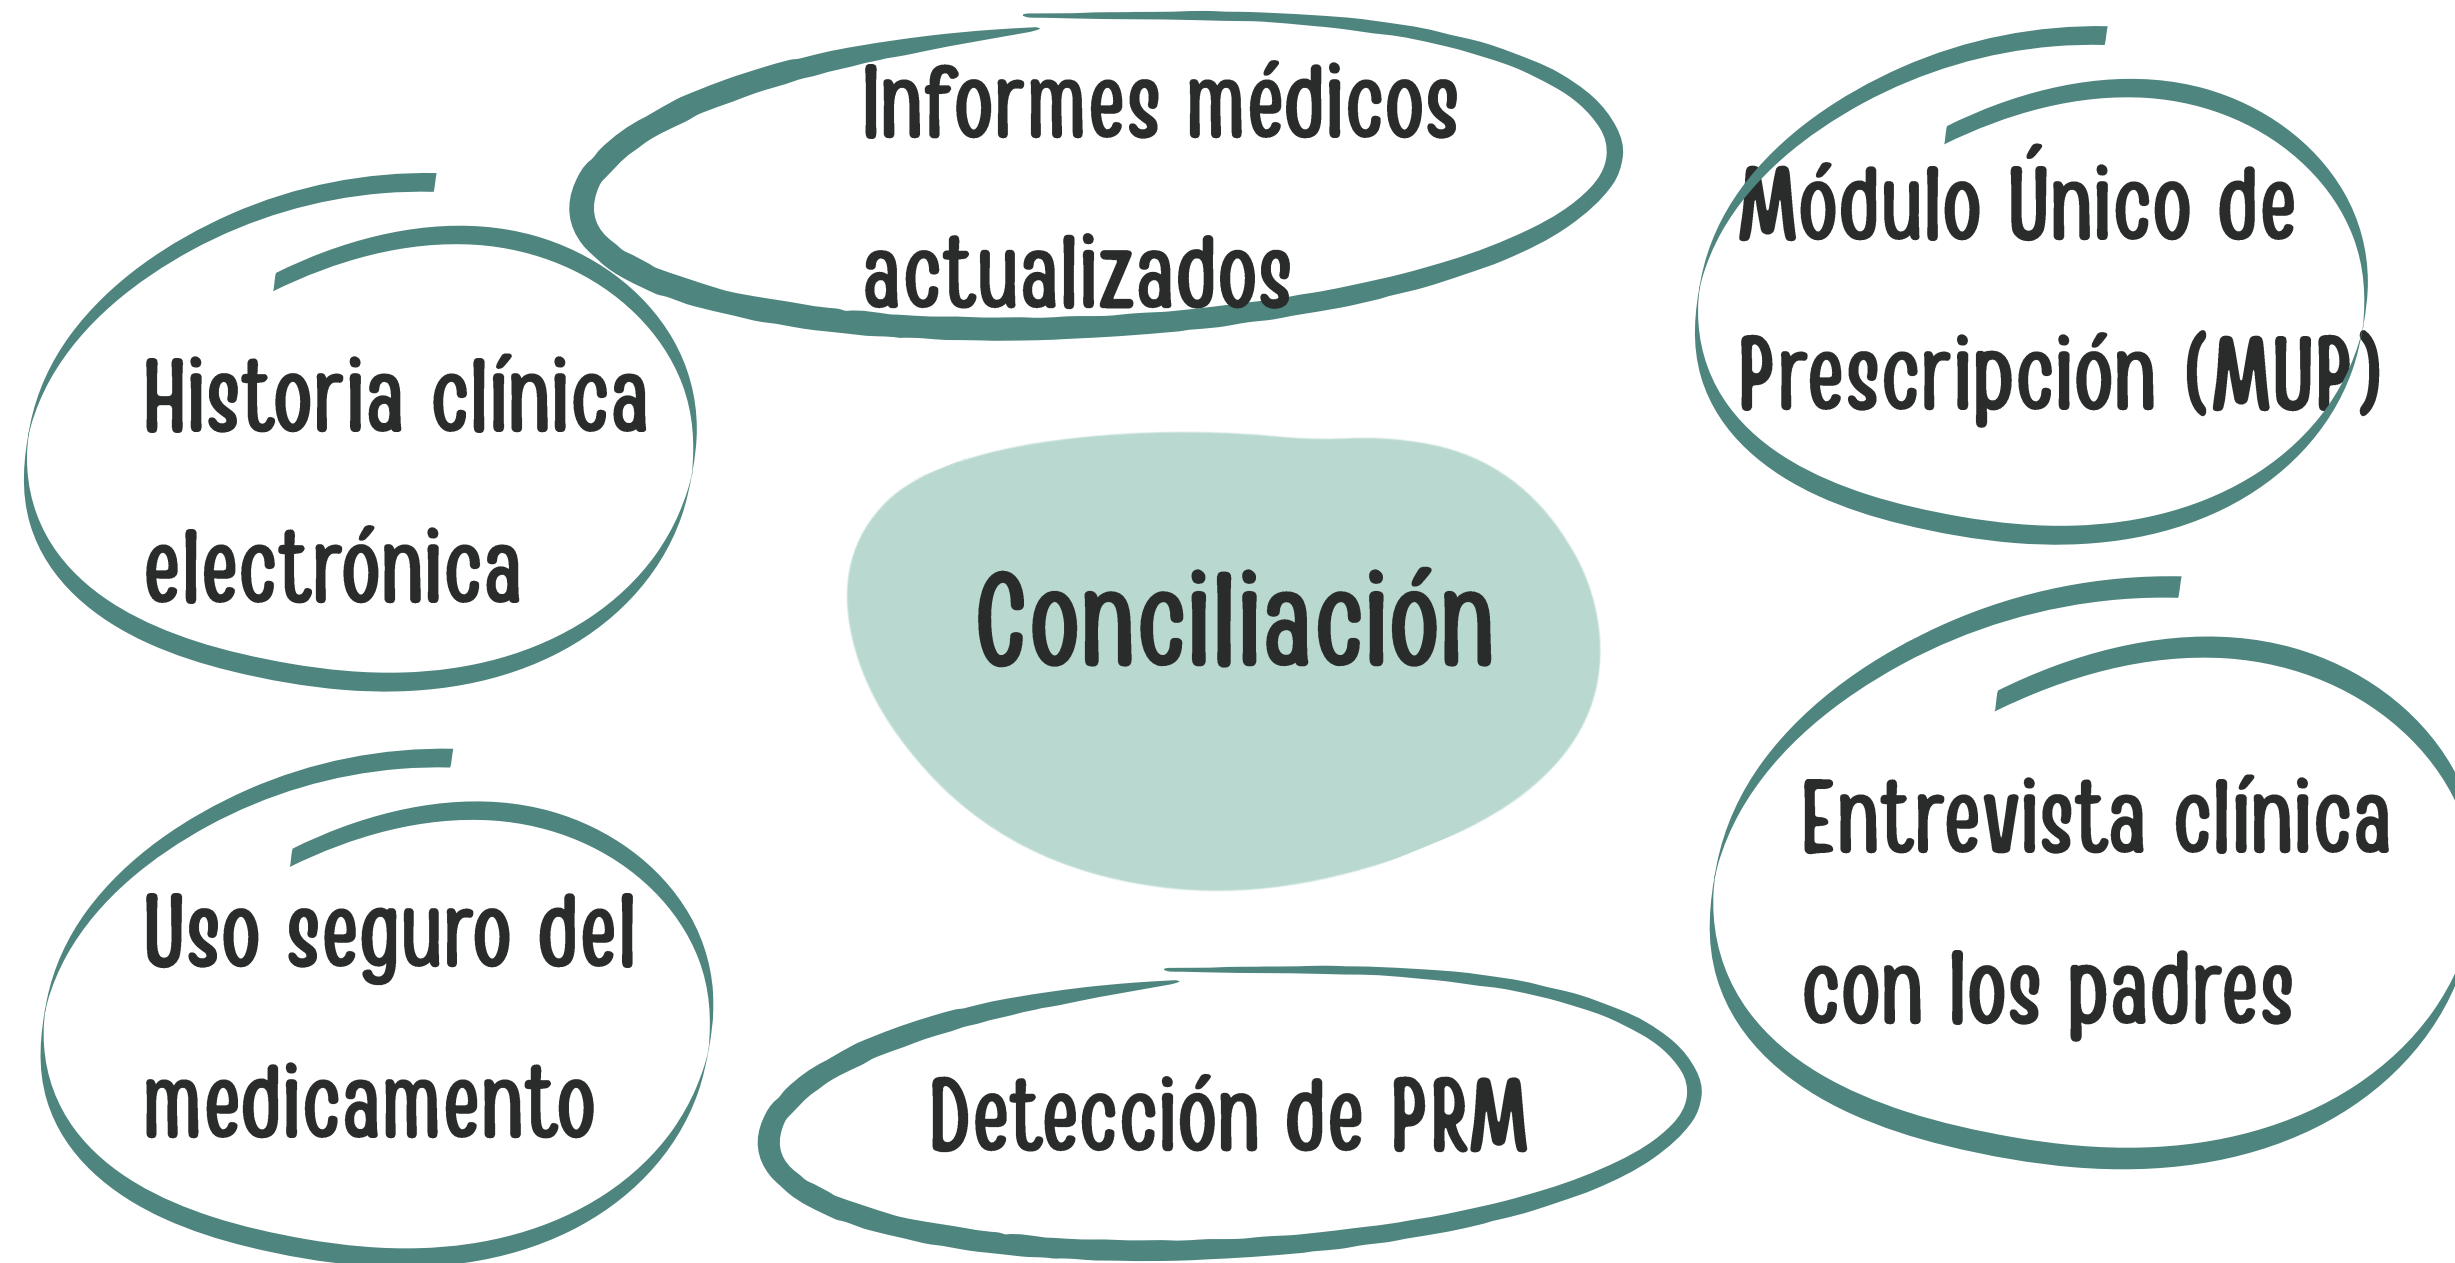 Informes médicos
actualizados
Módulo Único de
Prescripción (MUP)
Historia clínica
electrónica
Conciliación
Entrevista clínica
con los padres
Uso seguro del
medicamento
Detección de PRM